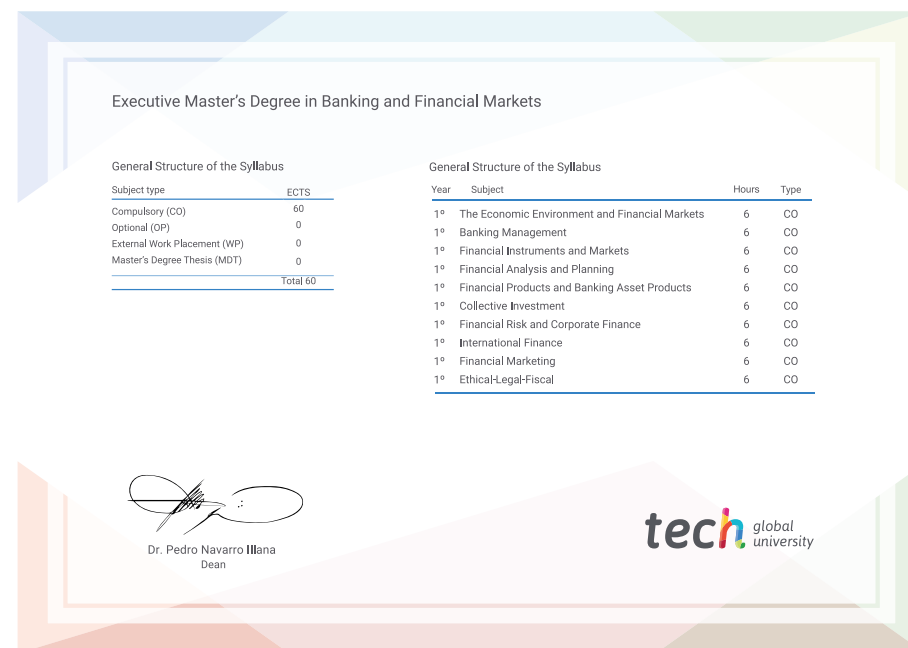 Executive Master's Degree in Banking and Financial Markets
General Structure of the Syllabus
Subject type ECTS
Compulsory (CO) 60
Optional (OP) 0
External Work Placement (WP) 0
Master's Degree Thesis (MDT) 0
Total 60
General Structure of the Syllabus
Year Subject Hours Type
1º The Economic Environment and Financial Markets 6 CO
1º Banking Management 6 CO
1º Financial Instruments and Markets 6 CO
1º Financial Analysis and Planning 6 CO
1º Financial Products and Banking Asset Products 6 CO
1º Collective Investment 6 CO
1º Financial Risk and Corporate Finance 6 CO
1º International Finance 6 CO
1º Financial Marketing 6 CO
1º Ethical-Legal-Fiscal 6 CO
Dr. Pedro Navarro Illana
Dean
tech global
university